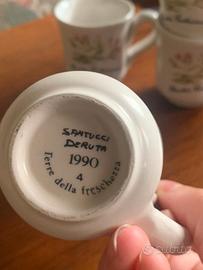 SANTUCCI
DERUTA
1990
4
Terre della freschezza